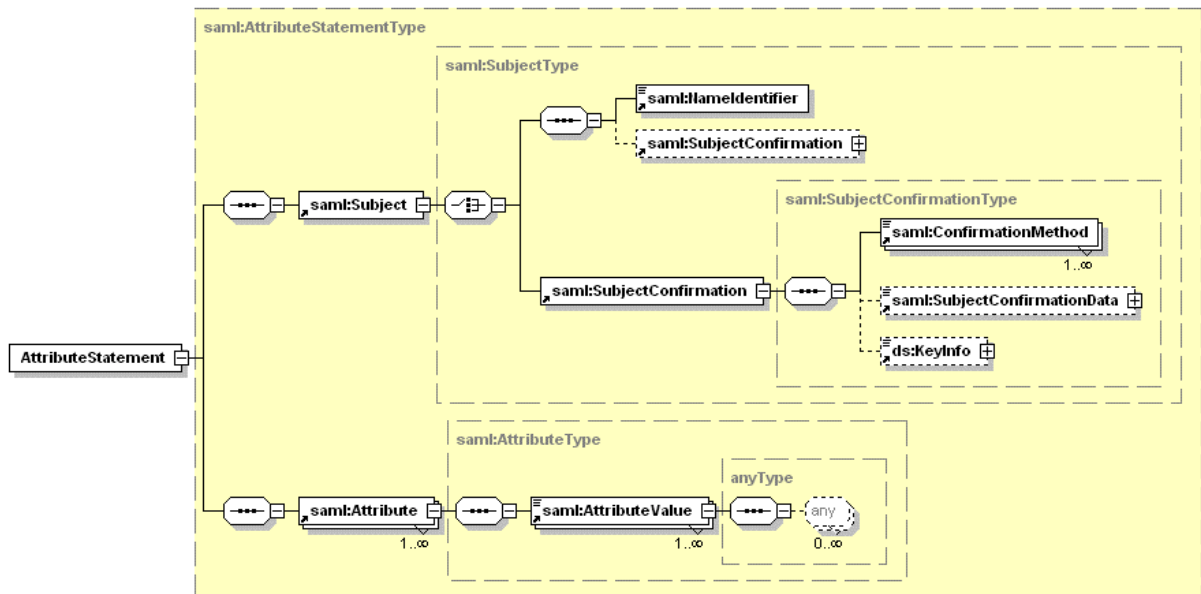 saml:AttributeStatementType
saml:SubjectType
saml:NameIdentifier
saml:SubjectConfirmation
saml:SubjectConfirmationType
saml:Subject
saml:ConfirmationMethod
1..∞
saml:SubjectConfirmation
saml:SubjectConfirmationData
ds:KeyInfo
AttributeStatement
saml:AttributeType
anyType
saml:Attribute
saml:AttributeValue
any
1..∞
1..∞
0..∞